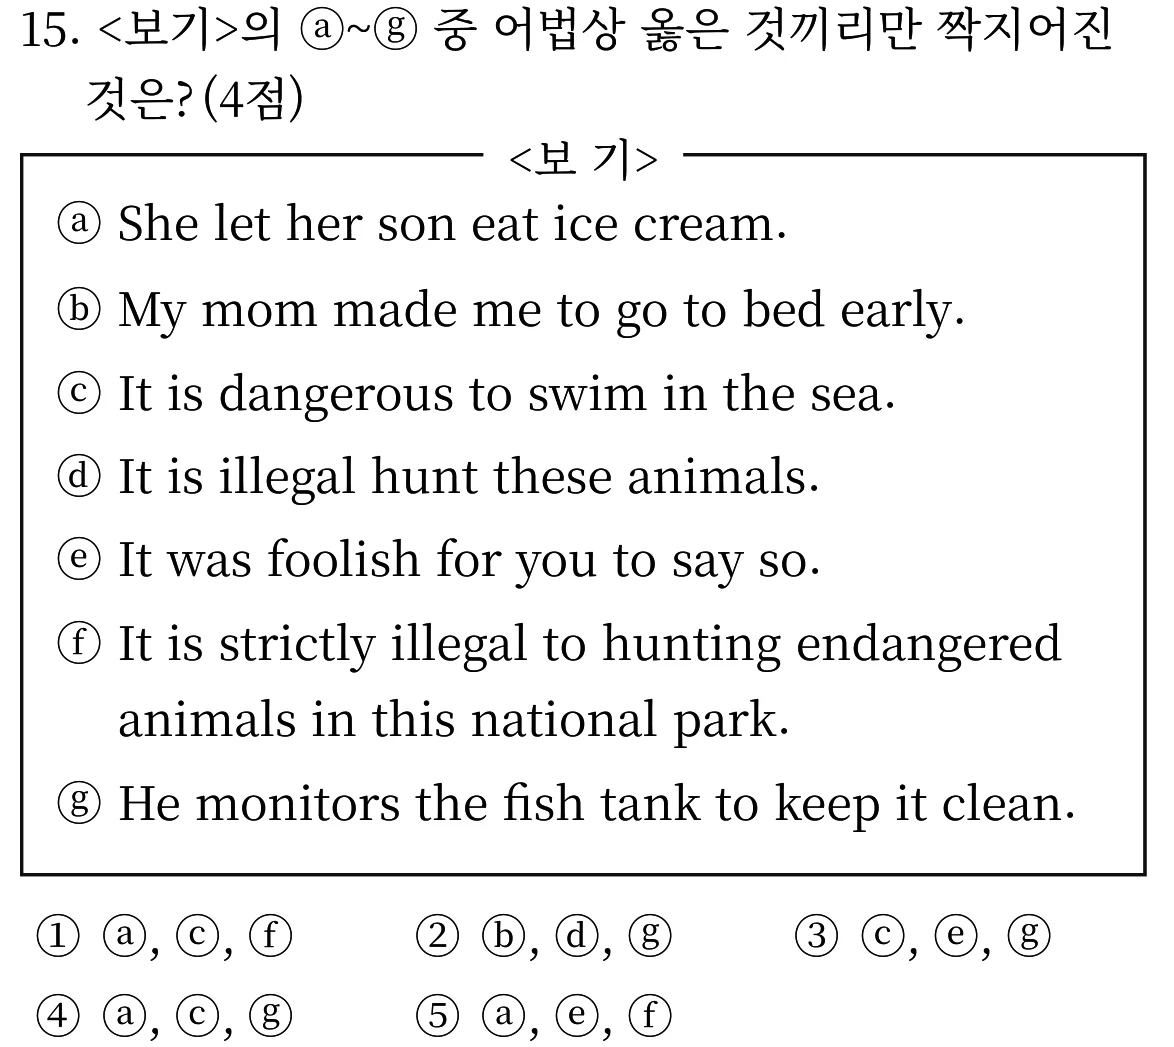 15. <보기>의 ⓐ~ⓖ 중 어법상 옳은 것끼리만 짝지어진
것은? (4점)
<보 기>
ⓐ She let her son eat ice cream.
ⓑ My mom made me to go to bed early.
ⓒ It is dangerous to swim in the sea.
ⓓ It is illegal hunt these animals.
ⓔ It was foolish for you to say so.
ⓕ It is strictly illegal to hunting endangered
animals in this national park.
ⓖ He monitors the fish tank to keep it clean.
① ⓐ, ⓒ, ⓕ ② ⓑ, ⓓ, ⓖ ③ ⓒ, ⓔ, ⓖ
④ ⓐ, ⓒ, ⓖ ⑤ ⓐ, ⓔ, ⓕ